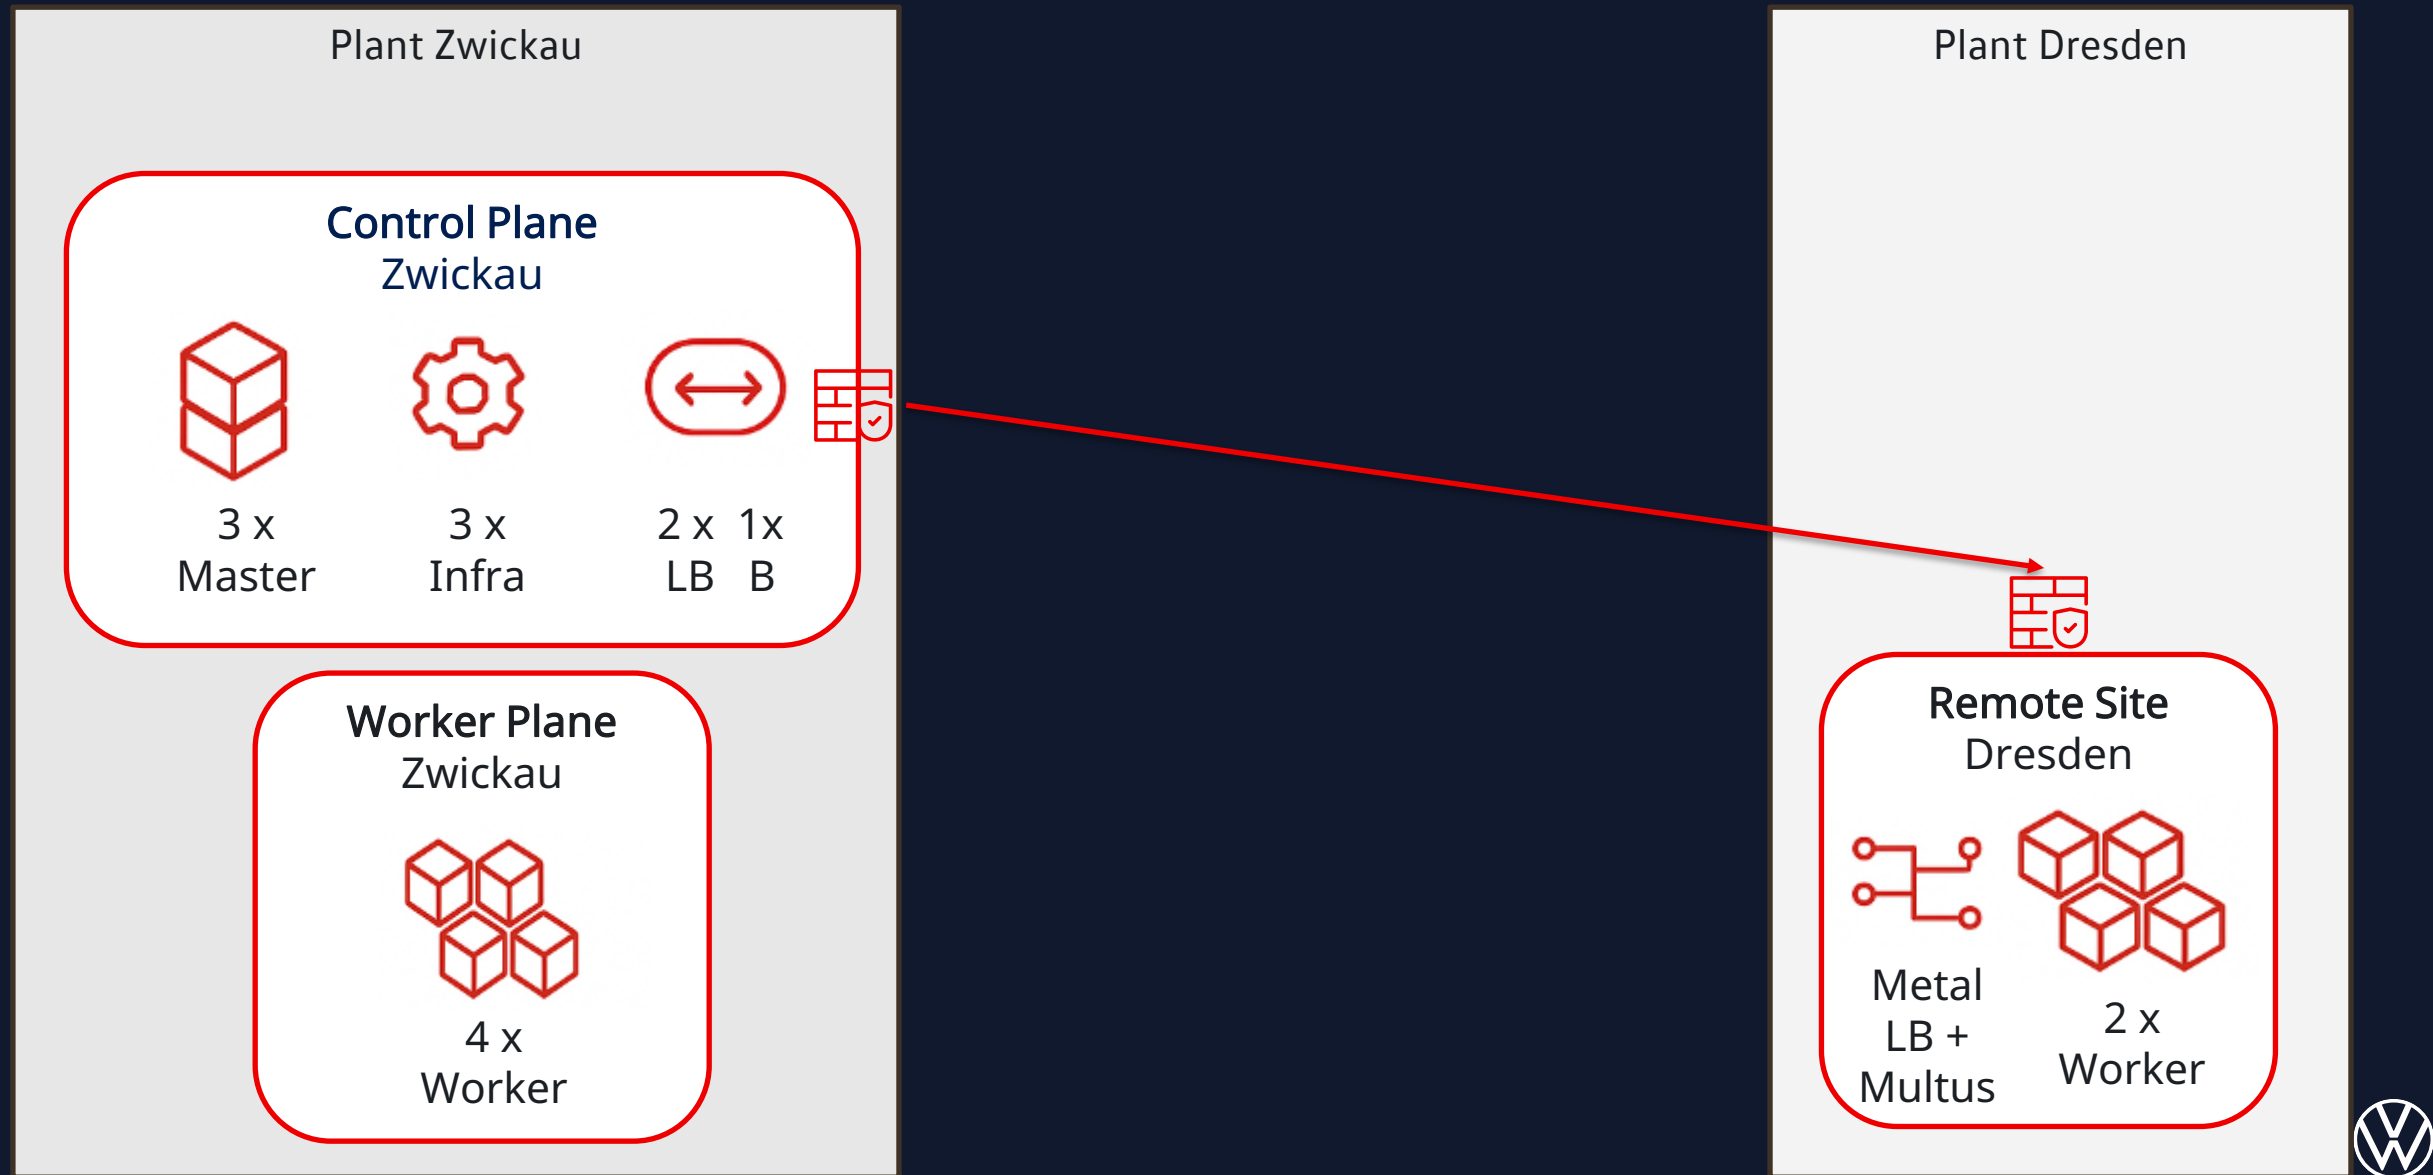 Plant Zwickau
Control Plane
Zwickau
3 x
Master
3 x
Infra
2 x 1x
LB B
Worker Plane
Zwickau
4 x
Worker
Plant Dresden
Remote Site
Dresden
Metal
LB +
Multus
2 x
Worker